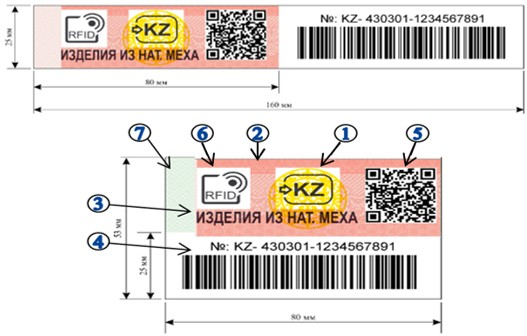 №: KZ- 430301-1234567891
25 мм
RFID
KZ
ИЗДЕЛИЯ ИЗ НАТ. МЕХА
80 мм
160 мм
7
6
2
1
5
RFID
KZ
3
ИЗДЕЛИЯ ИЗ НАТ. МЕХА
53 мм
4
№: KZ- 430301-1234567891
25 мм
80 мм